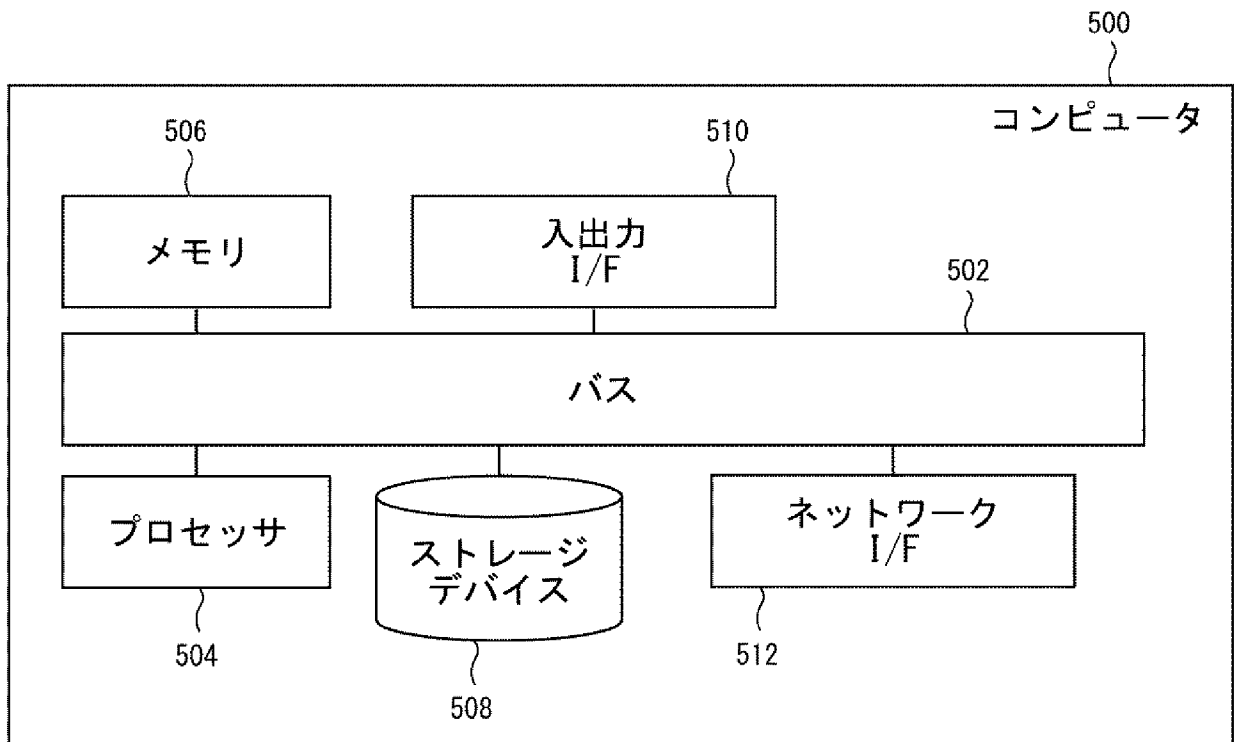 500
コンピュータ
506
510
メモリ
入出力
I/F
502
バス
プロセッサ
ストレージ
デバイス
ネットワーク
I/F
504
508
512